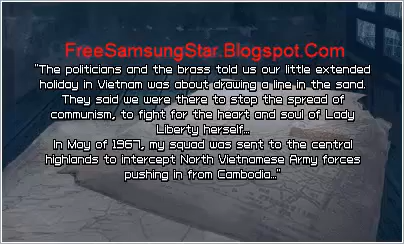 FreeSamsungStar.Blogspot.Com
"The politicians and the brass told us our little extended
holiday in Vietnam was about drawing a line in the sand.
They said we were there to stop the spread of
communism, to fight for the heart and soul of Lady
Liberty herself...
In May of 1967, my squad was sent to the central
highlands to intercept North Vietnamese Army forces
pushing in from Cambodia..."